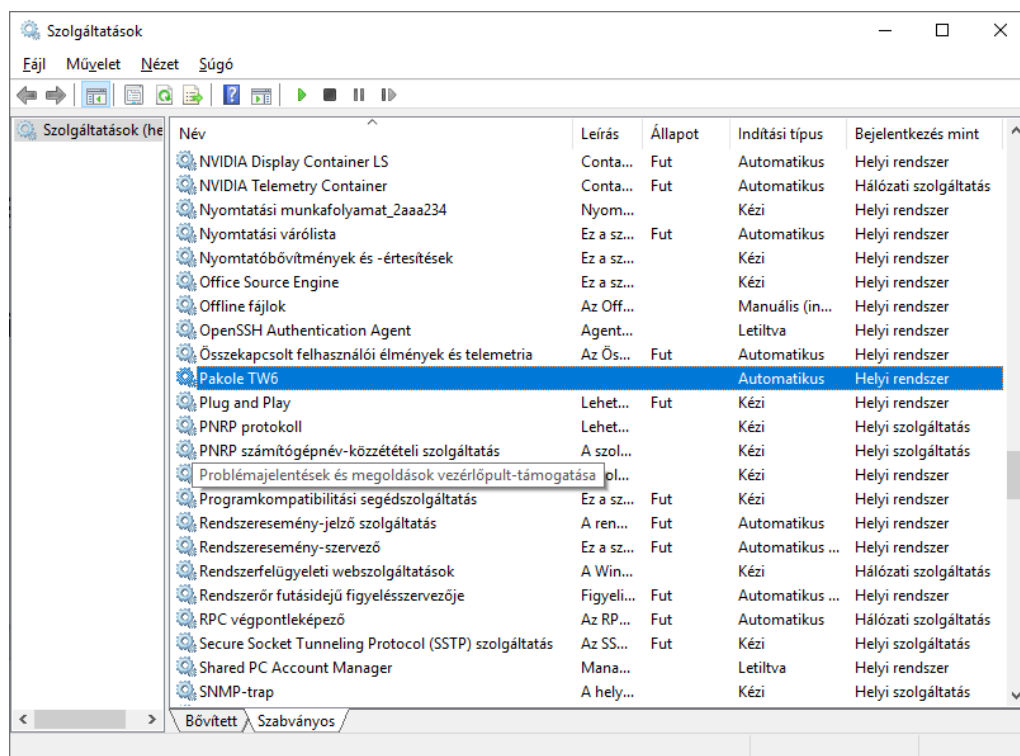 Szolgáltatások
Fájl Művelet Nézet Súgó
Szolgáltatások (he
Név Leírás Állapot Indítási típus Bejelentkezés mint
NVIDIA Display Container LS Conta... Fut Automatikus Helyi rendszer
NVIDIA Telemetry Container Conta... Fut Automatikus Hálózati szolgáltatás
Nyomtatási munkafolyamat_2aaa234 Nyom... Kézi Helyi rendszer
Nyomtatási várólista Ez a sz... Fut Automatikus Helyi rendszer
Nyomtatóbővítmények és -értesítések Ez a sz... Kézi Helyi rendszer
Office Source Engine Ez a sz... Kézi Helyi rendszer
Offline fájlok Az Off... Manuális (in... Helyi rendszer
OpenSSH Authentication Agent Agent... Letiltva Helyi rendszer
Összekapcsolt felhasználói élmények és telemetria Az Ös... Fut Automatikus Helyi rendszer
Pakole TW6 Automatikus Helyi rendszer
Plug and Play Lehet... Fut Kézi Helyi rendszer
PNRP protokoll Lehet... Kézi Helyi szolgáltatás
PNRP számítógépnév-közzétételi szolgáltatás A szol... Kézi Helyi szolgáltatás
Problémajelentések és megoldások vezérlőpult-támogatása ol... Kézi Helyi rendszer
Programkompatibilitási segédszolgáltatás Ez a sz... Fut Kézi Helyi rendszer
Rendszeresemény-jelző szolgáltatás A ren... Fut Automatikus Helyi rendszer
Rendszeresemény-szervező Ez a sz... Fut Automatikus ... Helyi rendszer
Rendszerfelügyeleti webszolgáltatások A Win... Kézi Hálózati szolgáltatás
Rendszerőr futásidejű figyelésszervezője Figyeli... Fut Automatikus ... Helyi rendszer
RPC végpontleképező Az RP... Fut Automatikus Hálózati szolgáltatás
Secure Socket Tunneling Protocol (SSTP) szolgáltatás Az SS... Fut Kézi Helyi szolgáltatás
Shared PC Account Manager Mana... Letiltva Helyi rendszer
SNMP-trap A hely... Kézi Helyi szolgáltatás
Bővített Szabványos